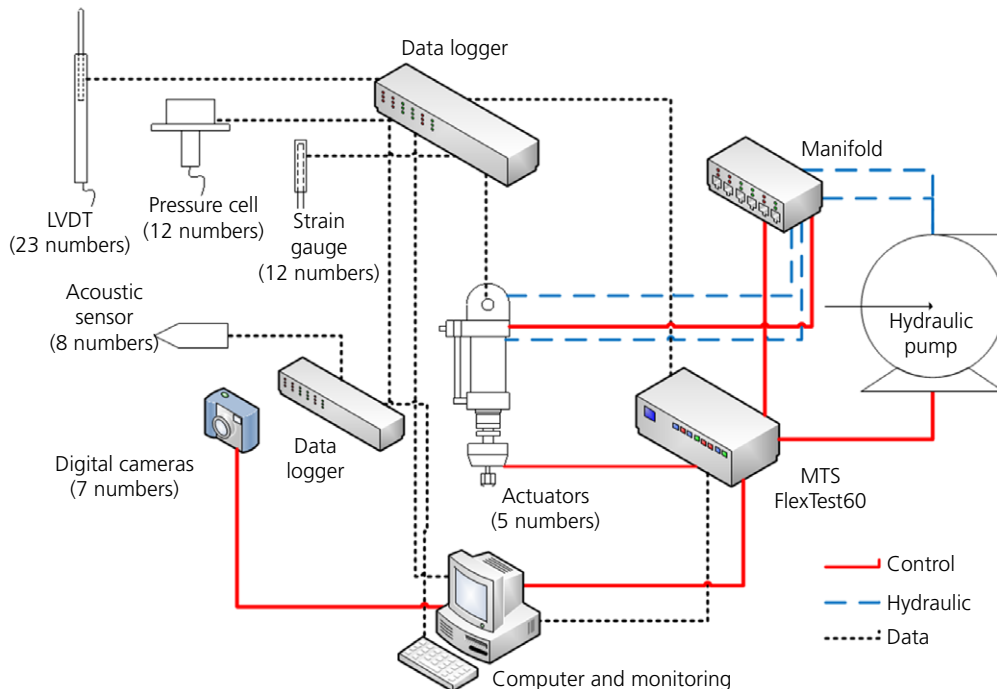 Data logger
Manifold
LVDT
(23 numbers)
Pressure cell
(12 numbers)
Strain
gauge
(12 numbers)
Acoustic
sensor
(8 numbers)
Hydraulic
pump
Digital cameras
(7 numbers)
Data
logger
Actuators
(5 numbers)
MTS
FlexTest60
Control
Hydraulic
Data
Computer and monitoring